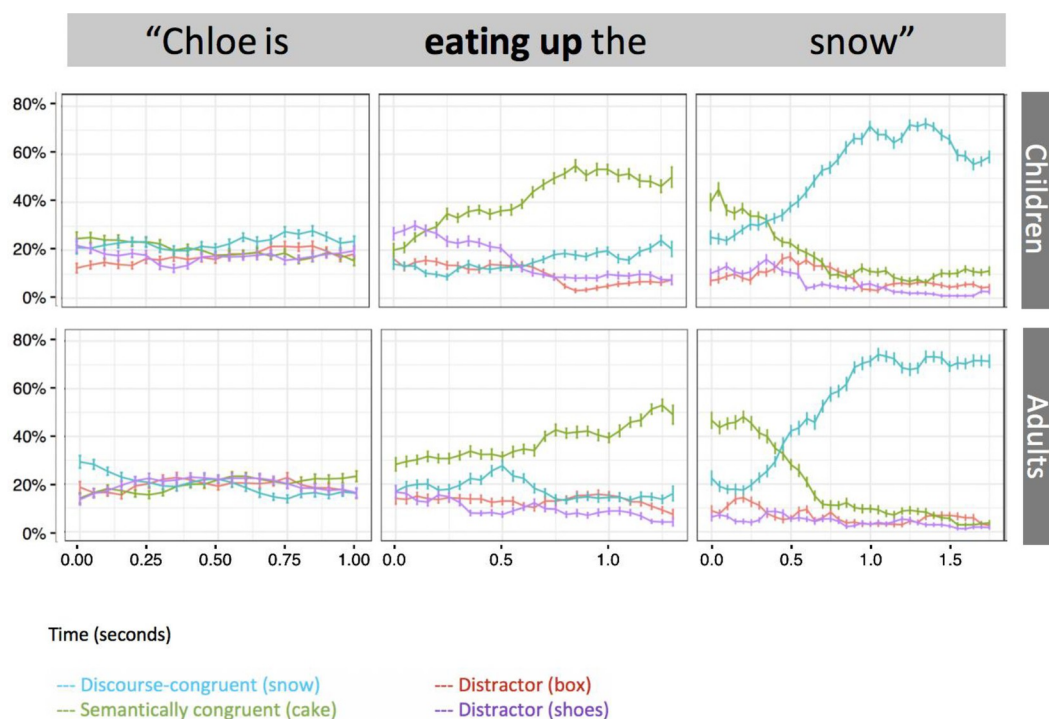 “Chloe is eating up the snow”
80%
60%
40%
20%
0%
Children
80%
60%
40%
20%
0%
Adults
0.00 0.25 0.50 0.75 1.00 0.0 0.5 1.0 0.0 0.5 1.0 1.5
Time (seconds)
--- Discourse-congruent (snow) --- Distractor (box)
--- Semantically congruent (cake) --- Distractor (shoes)